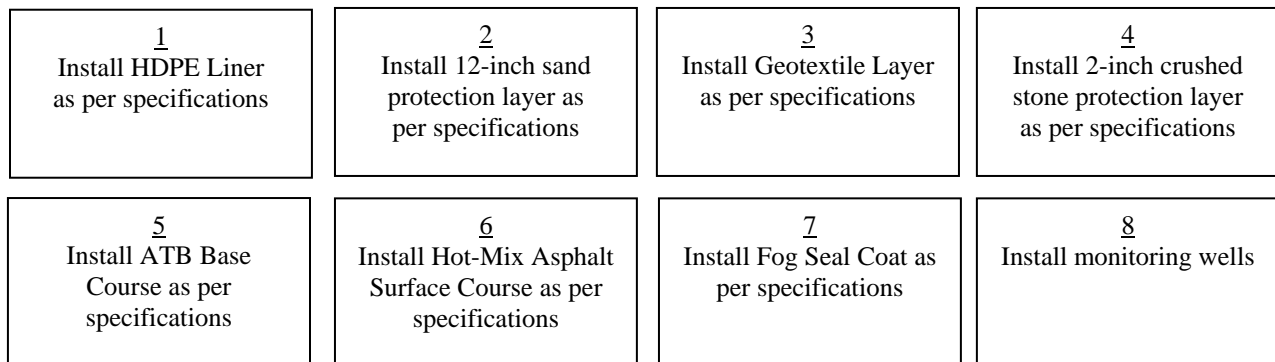 1
Install HDPE Liner
as per specifications
2
Install 12-inch sand
protection layer as
per specifications
3
Install Geotextile Layer
as per specifications
4
Install 2-inch crushed
stone protection layer
as per specifications
5
Install ATB Base
Course as per
specifications
6
Install Hot-Mix Asphalt
Surface Course as per
specifications
7
Install Fog Seal Coat as
per specifications
8
Install monitoring wells